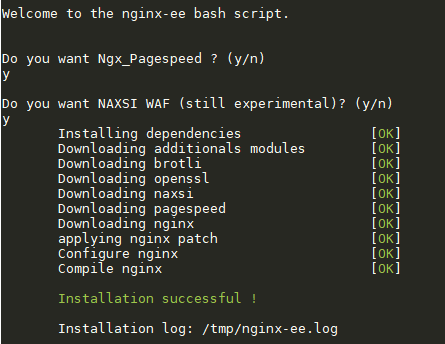 Welcome to the nginx-ee bash script.
Do you want Ngx_Pagespeed ? (y/n)
y
Do you want NAXSI WAF (still experimental)? (y/n)
y
Installing dependencies [OK]
Downloading additionals modules [OK]
Downloading brotli [OK]
Downloading openssl [OK]
Downloading naxsi [OK]
Downloading pagespeed [OK]
Downloading nginx [OK]
applying nginx patch [OK]
Configure nginx [OK]
Compile nginx [OK]
Installation successful !
Installation log: /tmp/nginx-ee.log